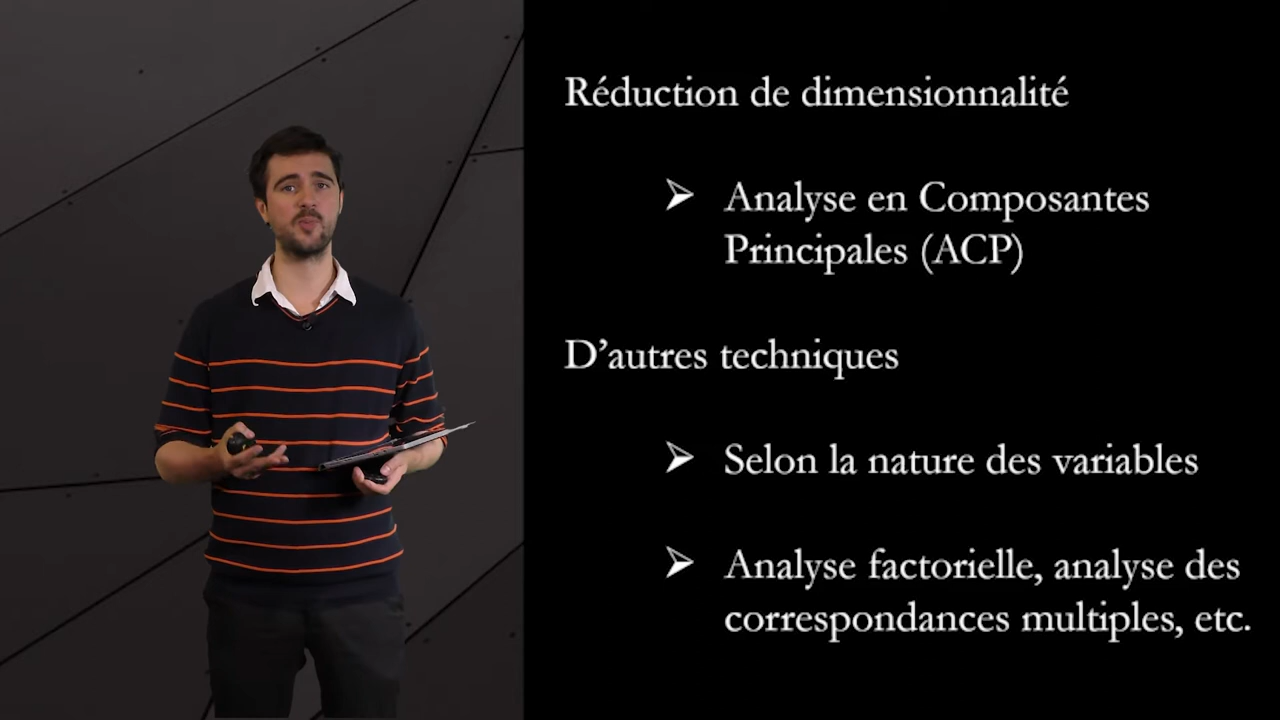 Réduction de dimensionnalité
Analyse en Composantes
Principales (ACP)
D’autres techniques
Selon la nature des variables
Analyse factorielle, analyse des
correspondances multiples, etc.